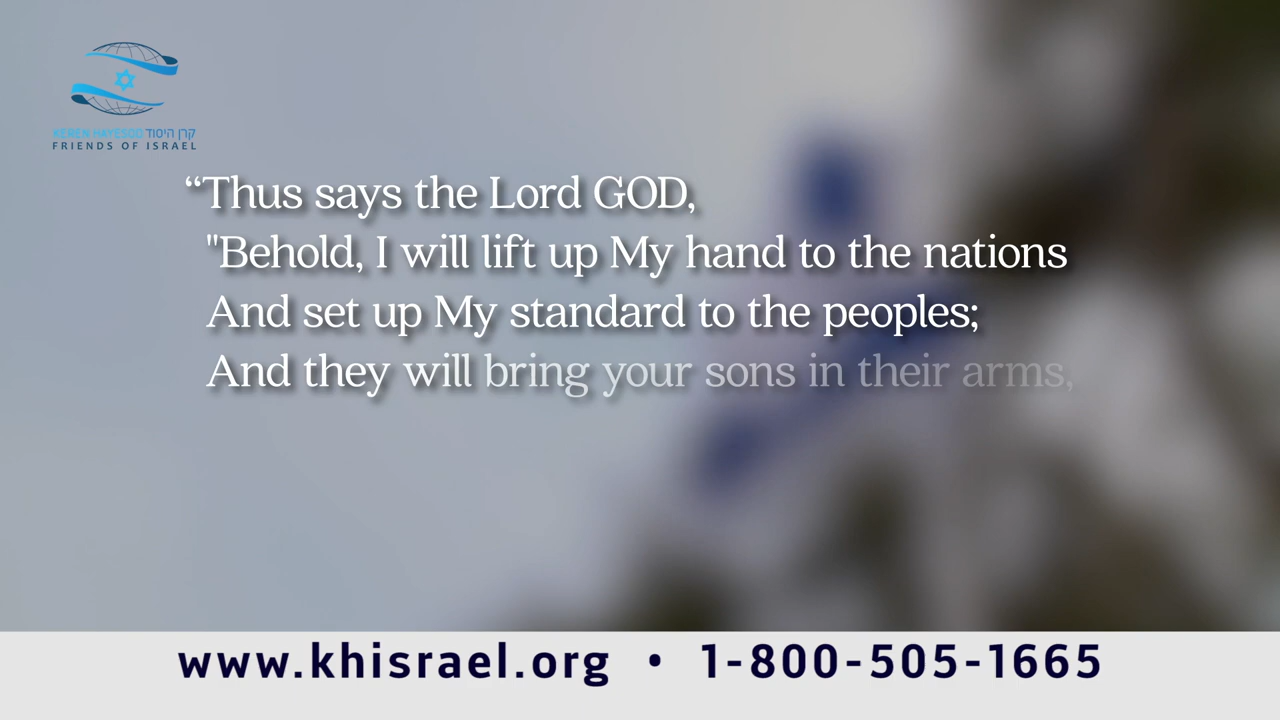 KEREN HAYESOD קרן היסוד
FRIENDS OF ISRAEL
“Thus says the Lord GOD,
"Behold, I will lift up My hand to the nations
And set up My standard to the peoples;
And they will bring your sons in their arms,
www.khisrael.org • 1-800-505-1665